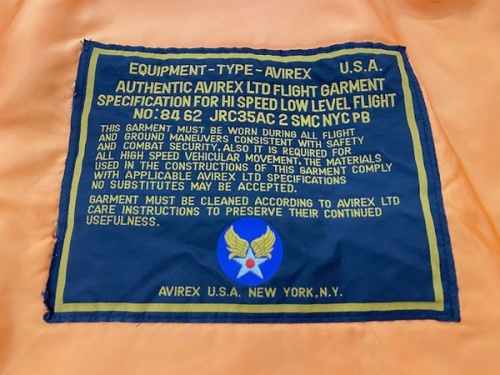 EQUIPMENT-TYPE-AVIREX U.S.A.
AUTHENTIC AVIREX LTD FLIGHT GARMENT
SPECIFICATION FOR HI SPEED LOW LEVEL FLIGHT
NO: 84 62 JRC35AC 2 SMC NYC PB
THIS GARMENT MUST BE WORN DURING ALL FLIGHT
AND GROUND MANEUVERS CONSISTENT WITH SAFETY
AND COMBAT SECURITY, ALSO IT IS REQUIRED FOR
ALL HIGH SPEED VEHICULAR MOVEMENT, THE MATERIALS
USED IN THE CONSTRUCTIONS OF THIS GARMENT COMPLY
WITH APPLICABLE AVIREX LTD SPECIFICATIONS
NO SUBSTITUTES MAY BE ACCEPTED.
GARMENT MUST BE CLEANED ACCORDING TO AVIREX LTD
CARE INSTRUCTIONS TO PRESERVE THEIR CONTINUED
USEFULNESS.
AVIREX U.S.A. NEW YORK,N.Y.